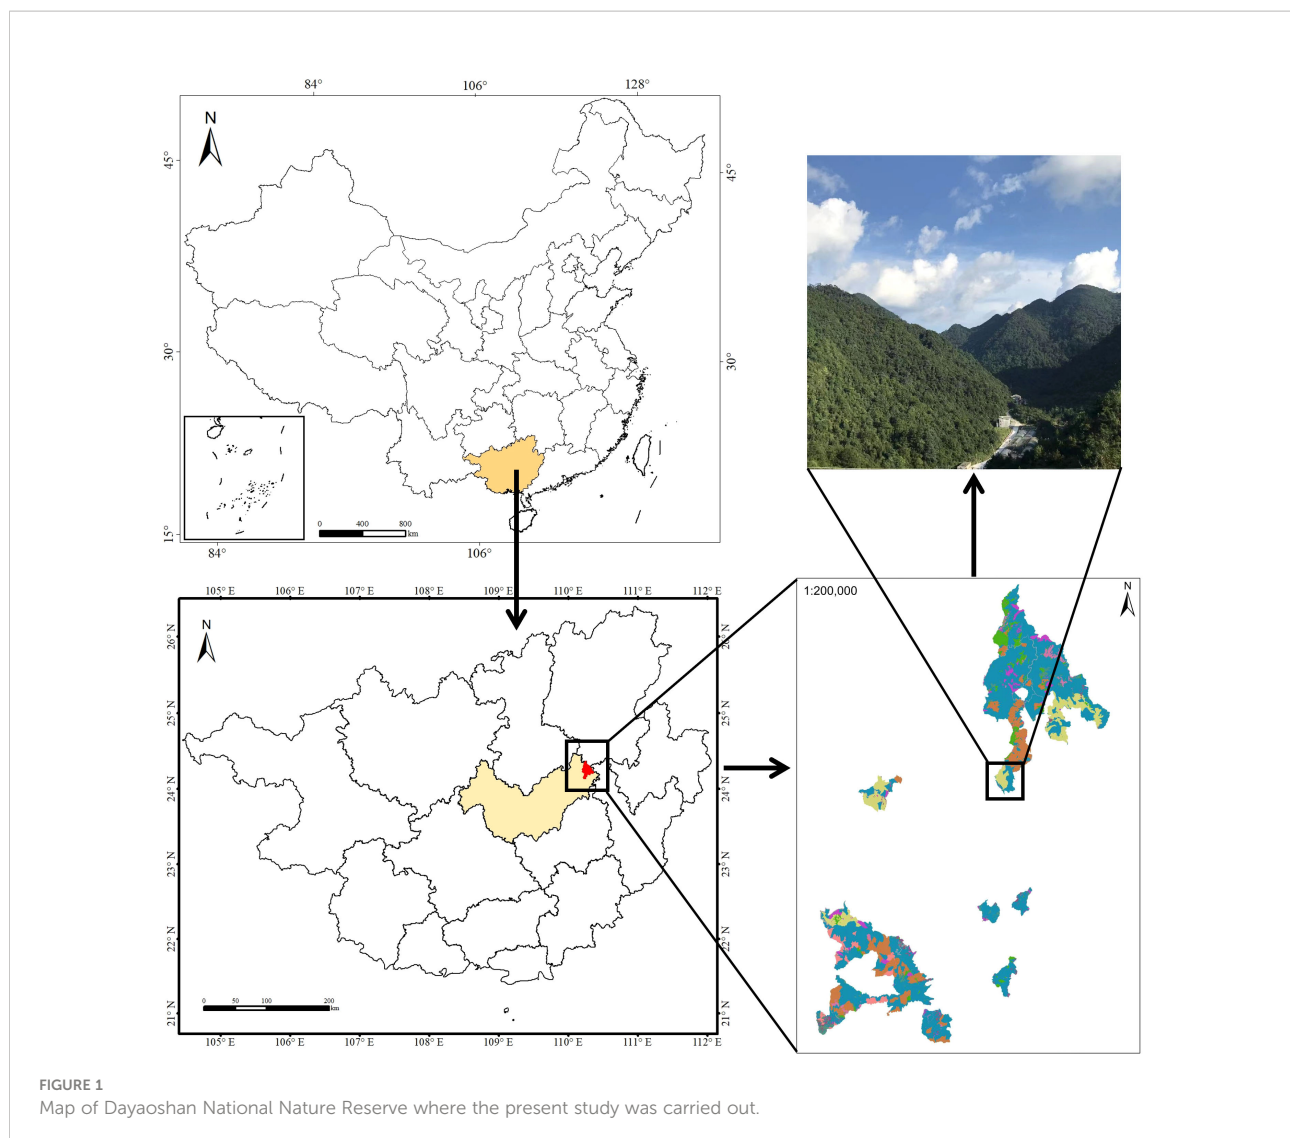 84°
106°
128°
N
45°
45°
30°
30°
15°
0 400 800
km
84°
106°
105° E 106° E 107° E 108° E 109° E 110° E 111° E 112° E
N
26° N
26° N
25° N
25° N
24° N
24° N
23° N
23° N
22° N
22° N
21° N
21° N
0 50 100 200
km
105° E 106° E 107° E 108° E 109° E 110° E 111° E 112° E
1:200,000
N
FIGURE 1
Map of Dayaoshan National Nature Reserve where the present study was carried out.